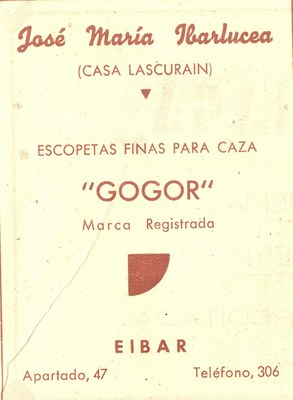 José María Ibarlucea
(CASA LASCURAIN)
ESCOPETAS FINAS PARA CAZA
"GOGOR"
Marca Registrada
EIBAR
Apartado, 47 Teléfono, 306